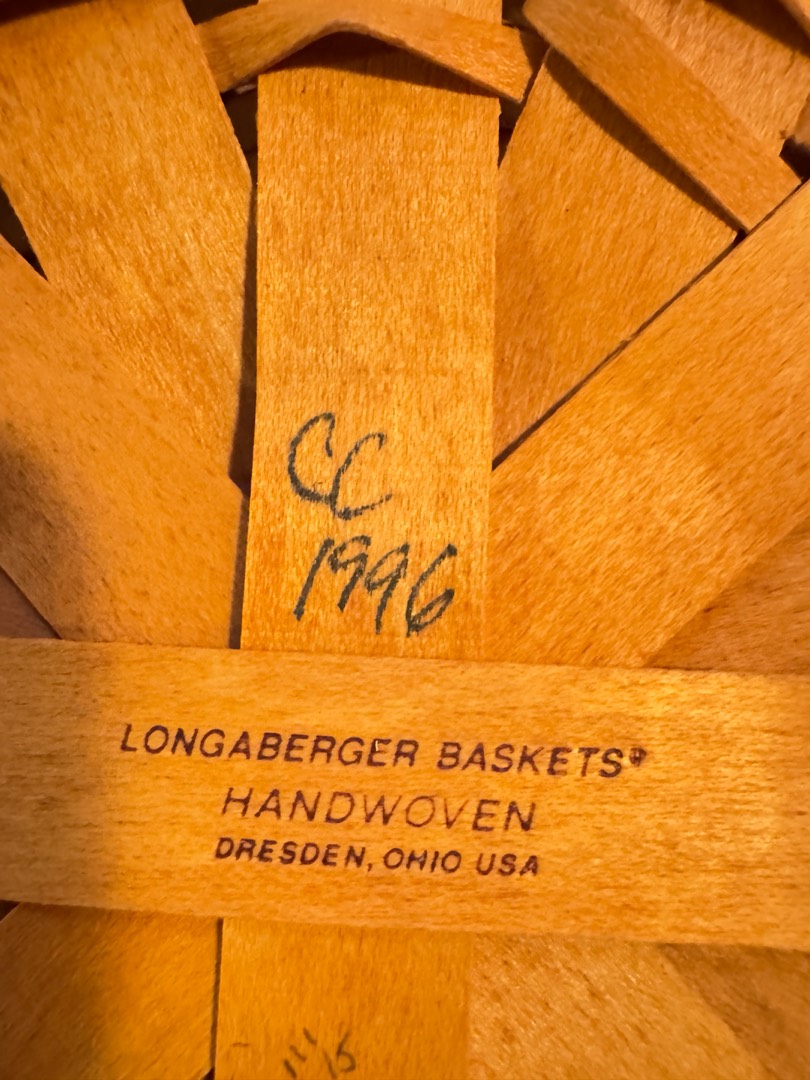 CC
1996
LONGABERGER BASKETS®
HANDWOVEN
DRESDEN, OHIO USA